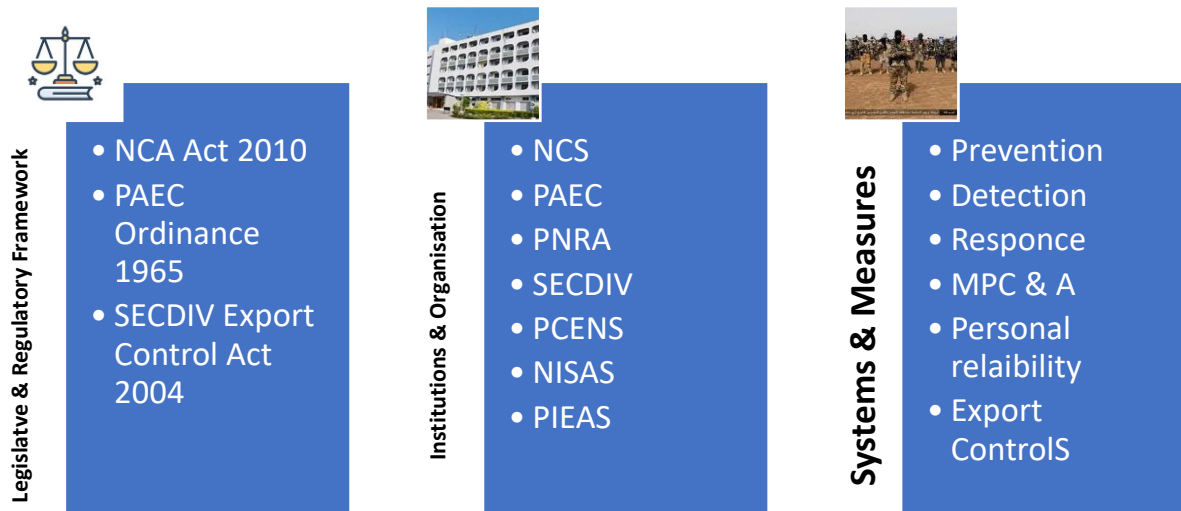 Legislatve & Regulatory Framework
• NCA Act 2010
• PAEC
Ordinance
1965
• SECDIV Export
Control Act
2004
Institutions & Organisation
• NCS
• PAEC
• PNRA
• SECDIV
• PCENS
• NISAS
• PIEAS
Systems & Measures
• Prevention
• Detection
• Responce
• MPC & A
• Personal
relaibility
• Export
ControlS